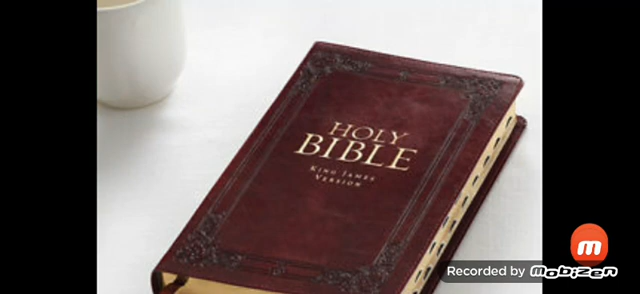 HOLY
BIBLE
KING JAMES
VERSION
m
Recorded by Mobizen